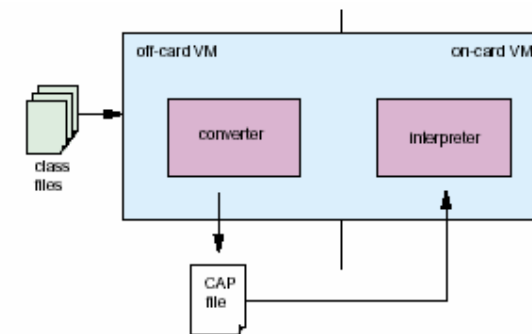 off-card VM
on-card VM
converter
interpreter
class
files
CAP
file